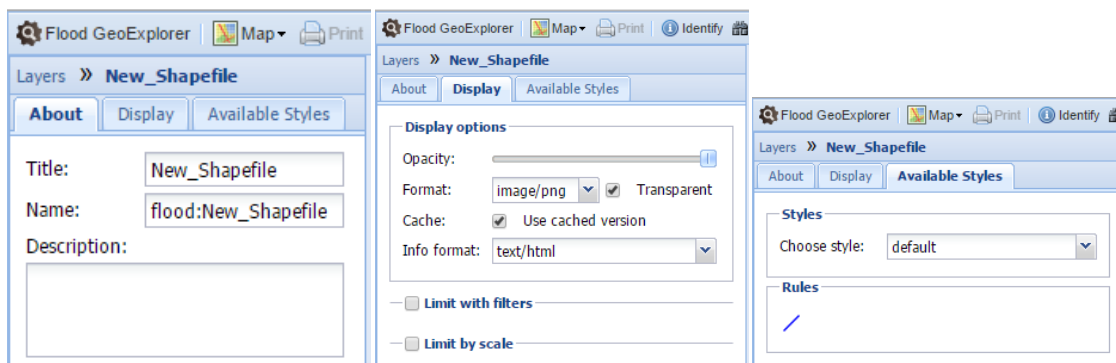 Flood GeoExplorer Map Print
Layers » New_Shapefile
About Display Available Styles
Title: New_Shapefile
Name: flood:New_Shapefile
Description:
Flood GeoExplorer Map Print Identify
Layers » New_Shapefile
About Display Available Styles
Display options
Opacity:
Format: image/png Transparent
Cache: Use cached version
Info format: text/html
Limit with filters
Limit by scale
Flood GeoExplorer Map Print Identify
Layers » New_Shapefile
About Display Available Styles
Styles
Choose style: default
Rules